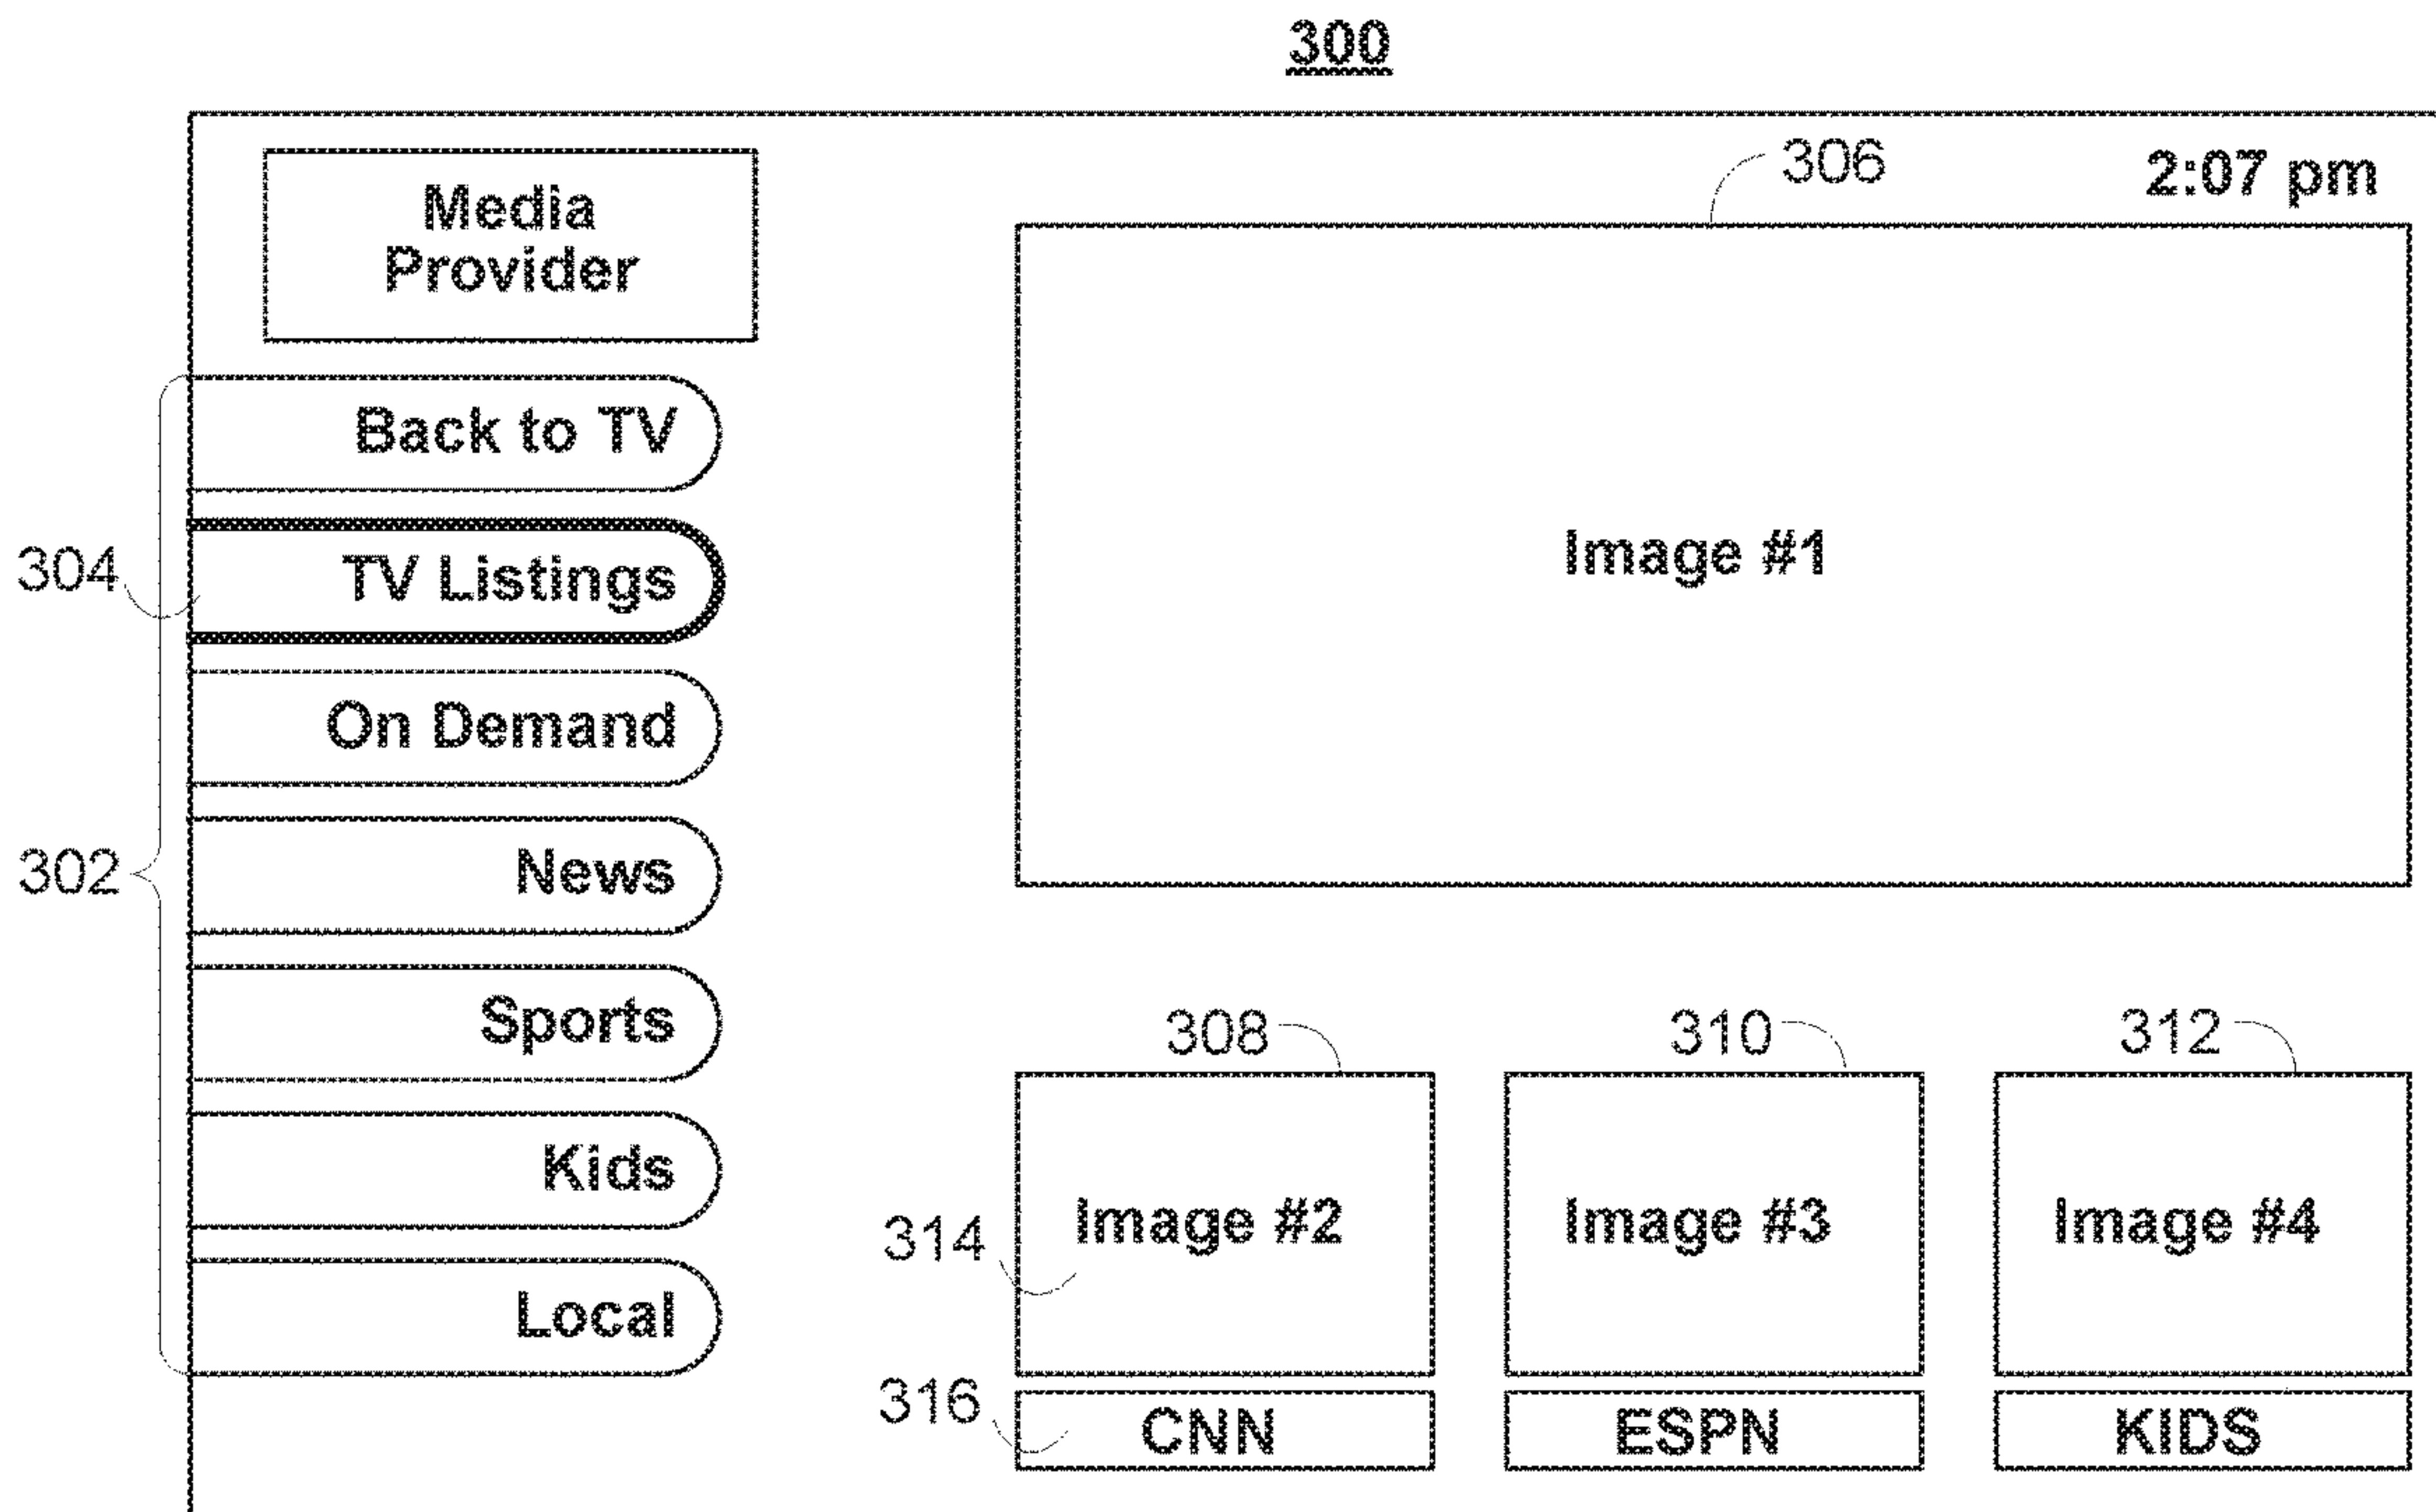 300
306
2:07 pm
Media
Provider
Back to TV
304
TV Listings
Image #1
On Demand
302
News
Sports
308
310
312
Kids
314
Image #2
Image #3
Image #4
Local
316
CNN
ESPN
KIDS